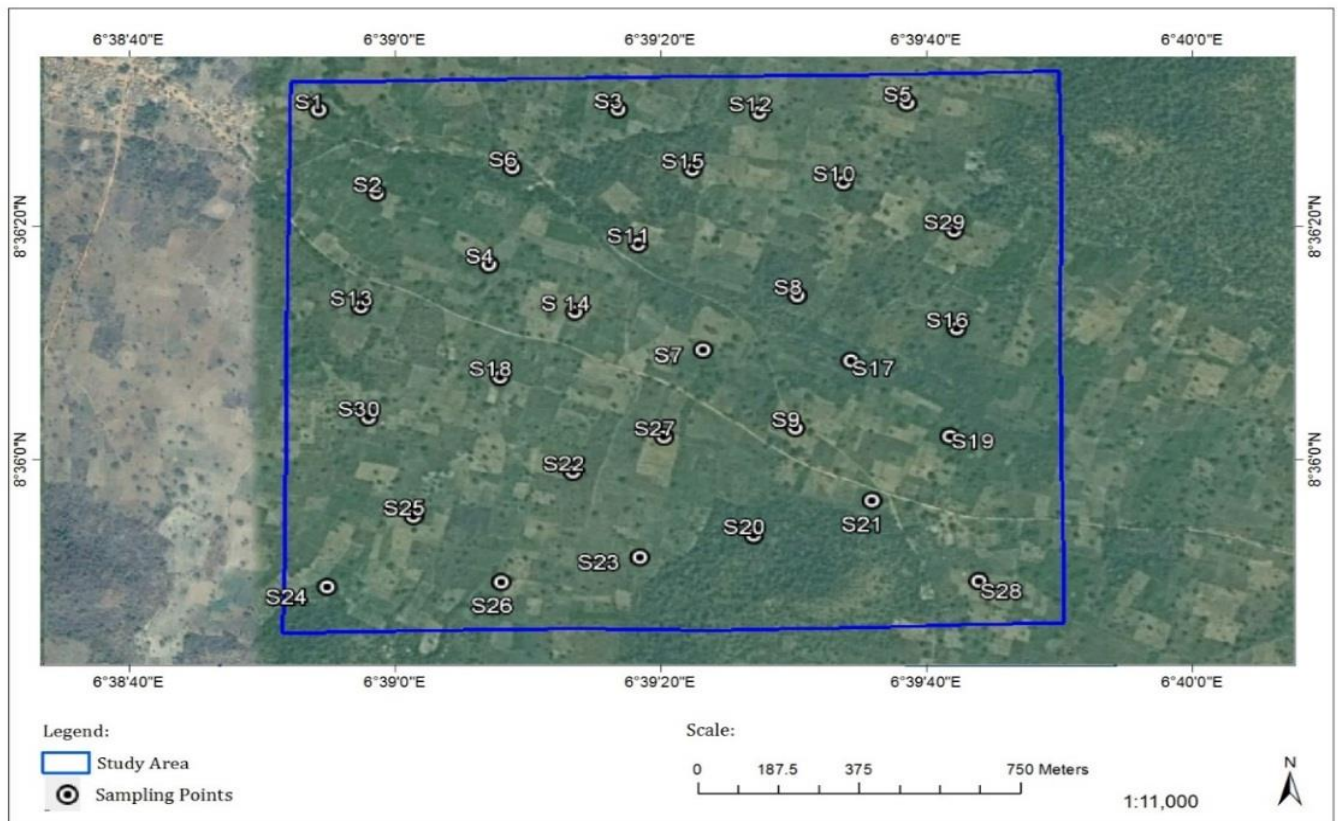 6°38'40"E 6°39'0"E 6°39'20"E 6°39'40"E 6°40'0"E
S1 S3 S12 S5
S6 S15 S10
S2
8°36'20"N S11 S29 8°36'20"N
S4
S13 S 14 S8
S16
S7 S17
S18
S30 S27 S9 S19
8°36'0"N S22 8°36'0"N
S25 S20 S21
S23
S24 S26 S28
6°38'40"E 6°39'0"E 6°39'20"E 6°39'40"E 6°40'0"E
Legend:
Study Area
Sampling Points
Scale:
0 187.5 375 750 Meters
1:11,000
N